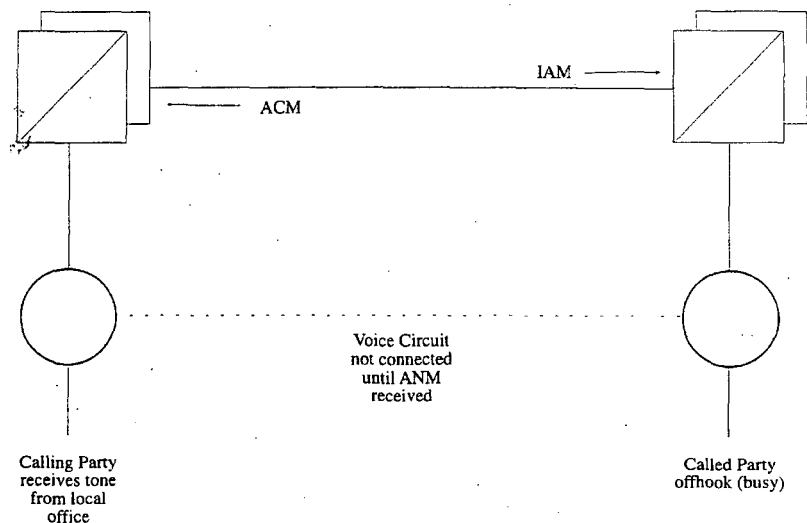 IAM
ACM
Voice Circuit
not connected
until ANM
received
Calling Party
receives tone
from local
office
Called Party
offhook (busy)